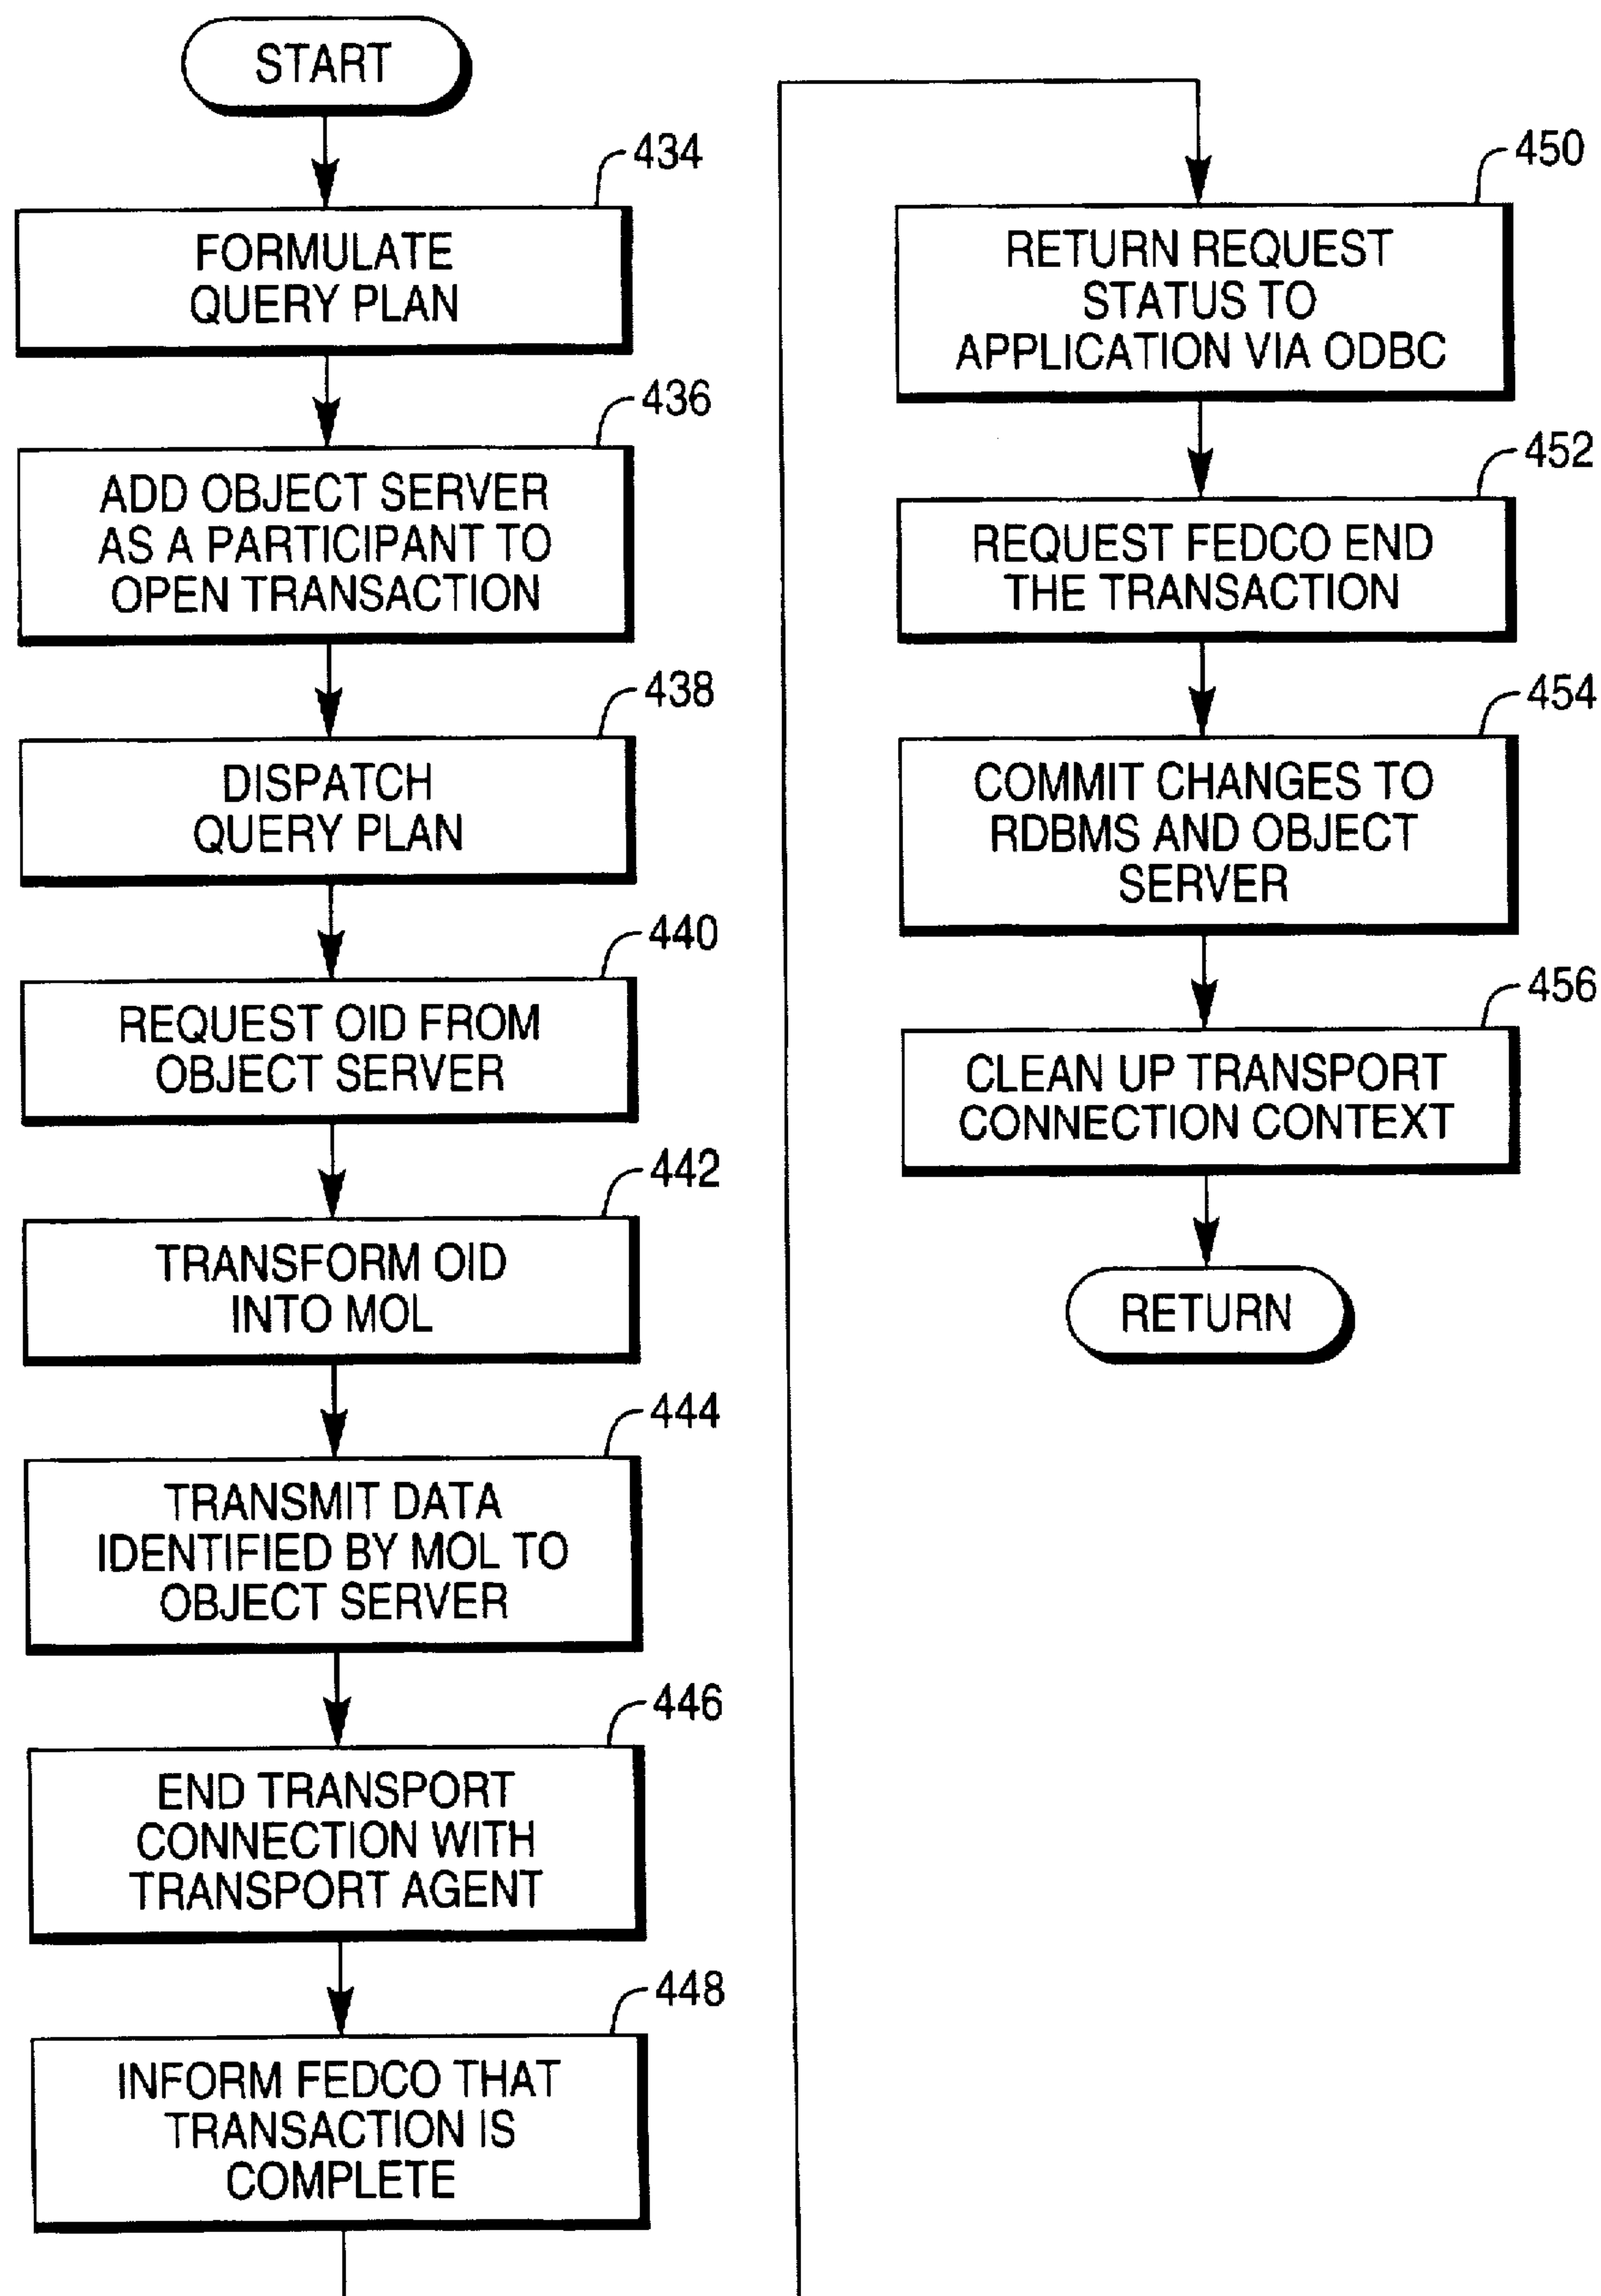 START
434
FORMULATE
QUERY PLAN
436
ADD OBJECT SERVER
AS A PARTICIPANT TO
OPEN TRANSACTION
438
DISPATCH
QUERY PLAN
440
REQUEST OID FROM
OBJECT SERVER
442
TRANSFORM OID
INTO MOL
444
TRANSMIT DATA
IDENTIFIED BY MOL TO
OBJECT SERVER
446
END TRANSPORT
CONNECTION WITH
TRANSPORT AGENT
448
INFORM FEDCO THAT
TRANSACTION IS
COMPLETE
450
RETURN REQUEST
STATUS TO
APPLICATION VIA ODBC
452
REQUEST FEDCO END
THE TRANSACTION
454
COMMIT CHANGES TO
RDBMS AND OBJECT
SERVER
456
CLEAN UP TRANSPORT
CONNECTION CONTEXT
RETURN